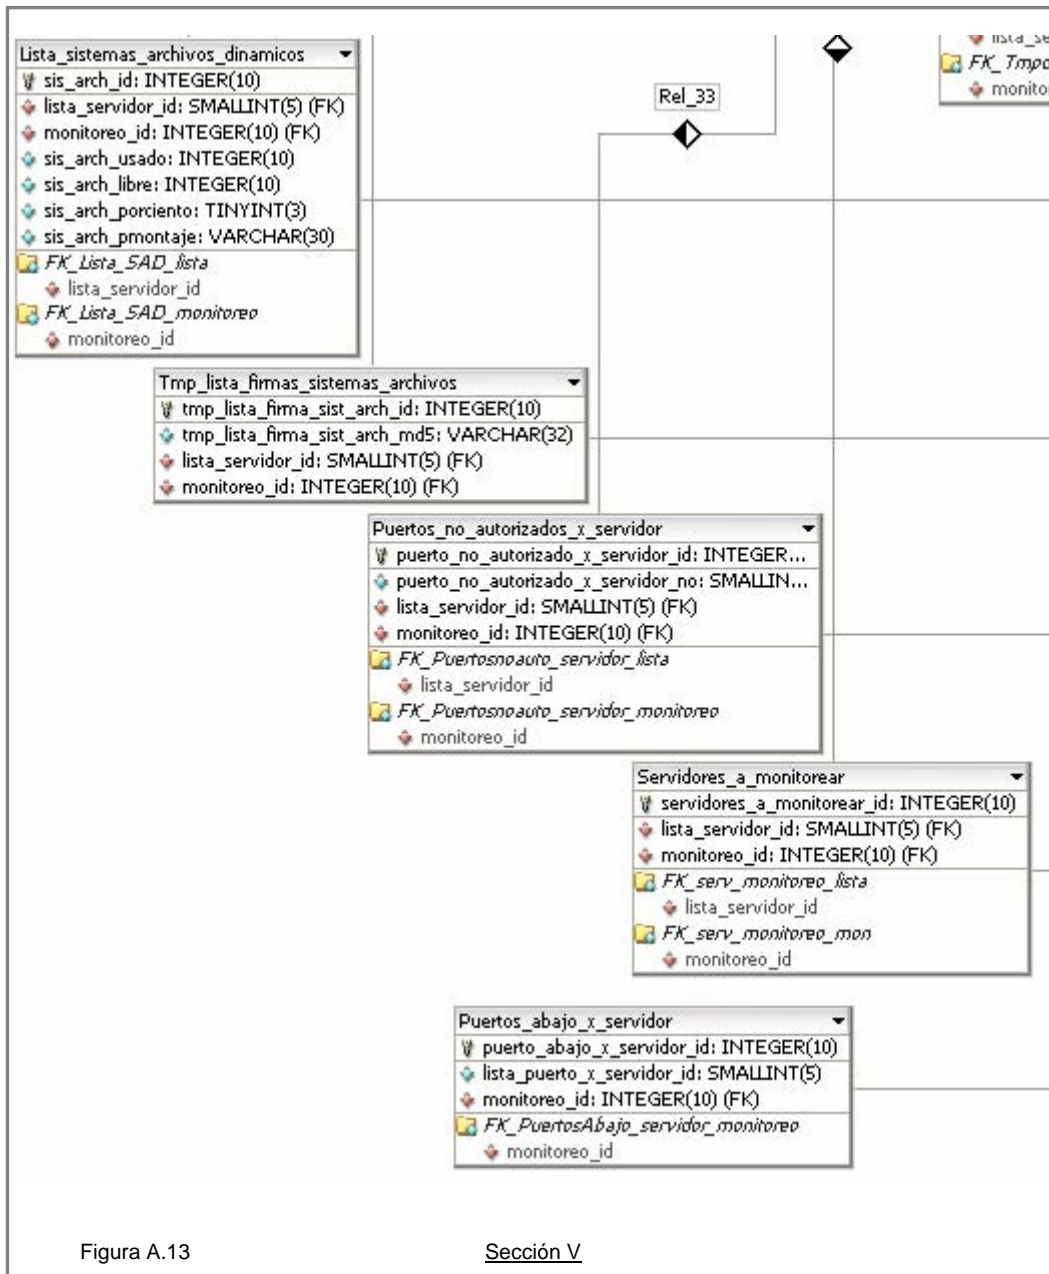 Lista_sistemas_archivos_dinamicos
sis_arch_id: INTEGER(10)
lista_servidor_id: SMALLINT(5) (FK)
monitoreo_id: INTEGER(10) (FK)
sis_arch_usado: INTEGER(10)
sis_arch_libre: INTEGER(10)
sis_arch_porciento: TINYINT(3)
sis_arch_pmontaje: VARCHAR(30)
FK_Lista_SAD_lista
lista_servidor_id
FK_Lista_SAD_monitoreo
monitoreo_id
Rel_33
FK_Tmpo
monitor
Tmp_lista_firmas_sistemas_archivos
tmp_lista_firma_sist_arch_id: INTEGER(10)
tmp_lista_firma_sist_arch_md5: VARCHAR(32)
lista_servidor_id: SMALLINT(5) (FK)
monitoreo_id: INTEGER(10) (FK)
Puertos_no_autorizados_x_servidor
puerto_no_autorizado_x_servidor_id: INTEGER...
puerto_no_autorizado_x_servidor_no: SMALLIN...
lista_servidor_id: SMALLINT(5) (FK)
monitoreo_id: INTEGER(10) (FK)
FK_Puertosnoauto_servidor_lista
lista_servidor_id
FK_Puertosnoauto_servidor_monitoreo
monitoreo_id
Servidores_a_monitorear
servidores_a_monitorear_id: INTEGER(10)
lista_servidor_id: SMALLINT(5) (FK)
monitoreo_id: INTEGER(10) (FK)
FK_serv_monitoreo_lista
lista_servidor_id
FK_serv_monitoreo_mon
monitoreo_id
Puertos_abajo_x_servidor
puerto_abajo_x_servidor_id: INTEGER(10)
lista_puerto_x_servidor_id: SMALLINT(5)
monitoreo_id: INTEGER(10) (FK)
FK_PuertosAbajo_servidor_monitoreo
monitoreo_id
Figura A.13
Sección V